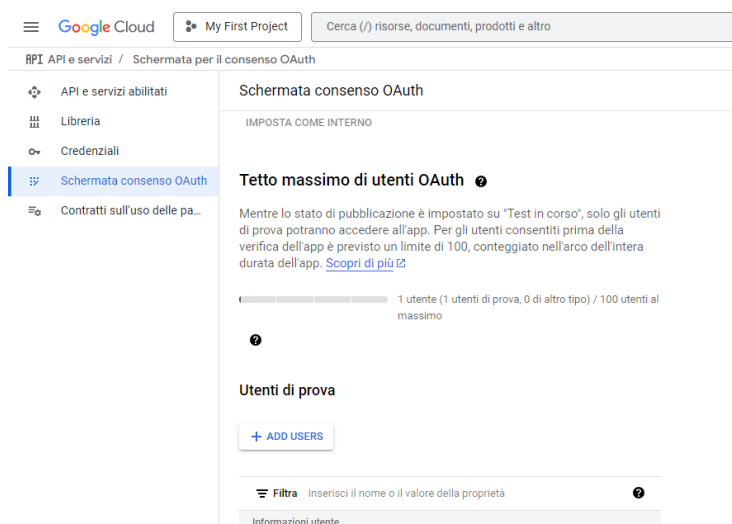 Google Cloud
My First Project
Cerca (/) risorse, documenti, prodotti e altro
API API e servizi / Schermata per il consenso OAuth
API e servizi abilitati
Libreria
Credenziali
Schermata consenso OAuth
Contratti sull'uso delle pa...
Schermata consenso OAuth
IMPOSTA COME INTERNO
Tetto massimo di utenti OAuth
Mentre lo stato di pubblicazione è impostato su "Test in corso", solo gli utenti
di prova potranno accedere all'app. Per gli utenti consentiti prima della
verifica dell'app è previsto un limite di 100, conteggiato nell'arco dell'intera
durata dell'app. Scopri di più
1 utente (1 utenti di prova, 0 di altro tipo) / 100 utenti al
massimo
Utenti di prova
+ ADD USERS
Filtra Inserisci il nome o il valore della proprietà
Informazioni utente